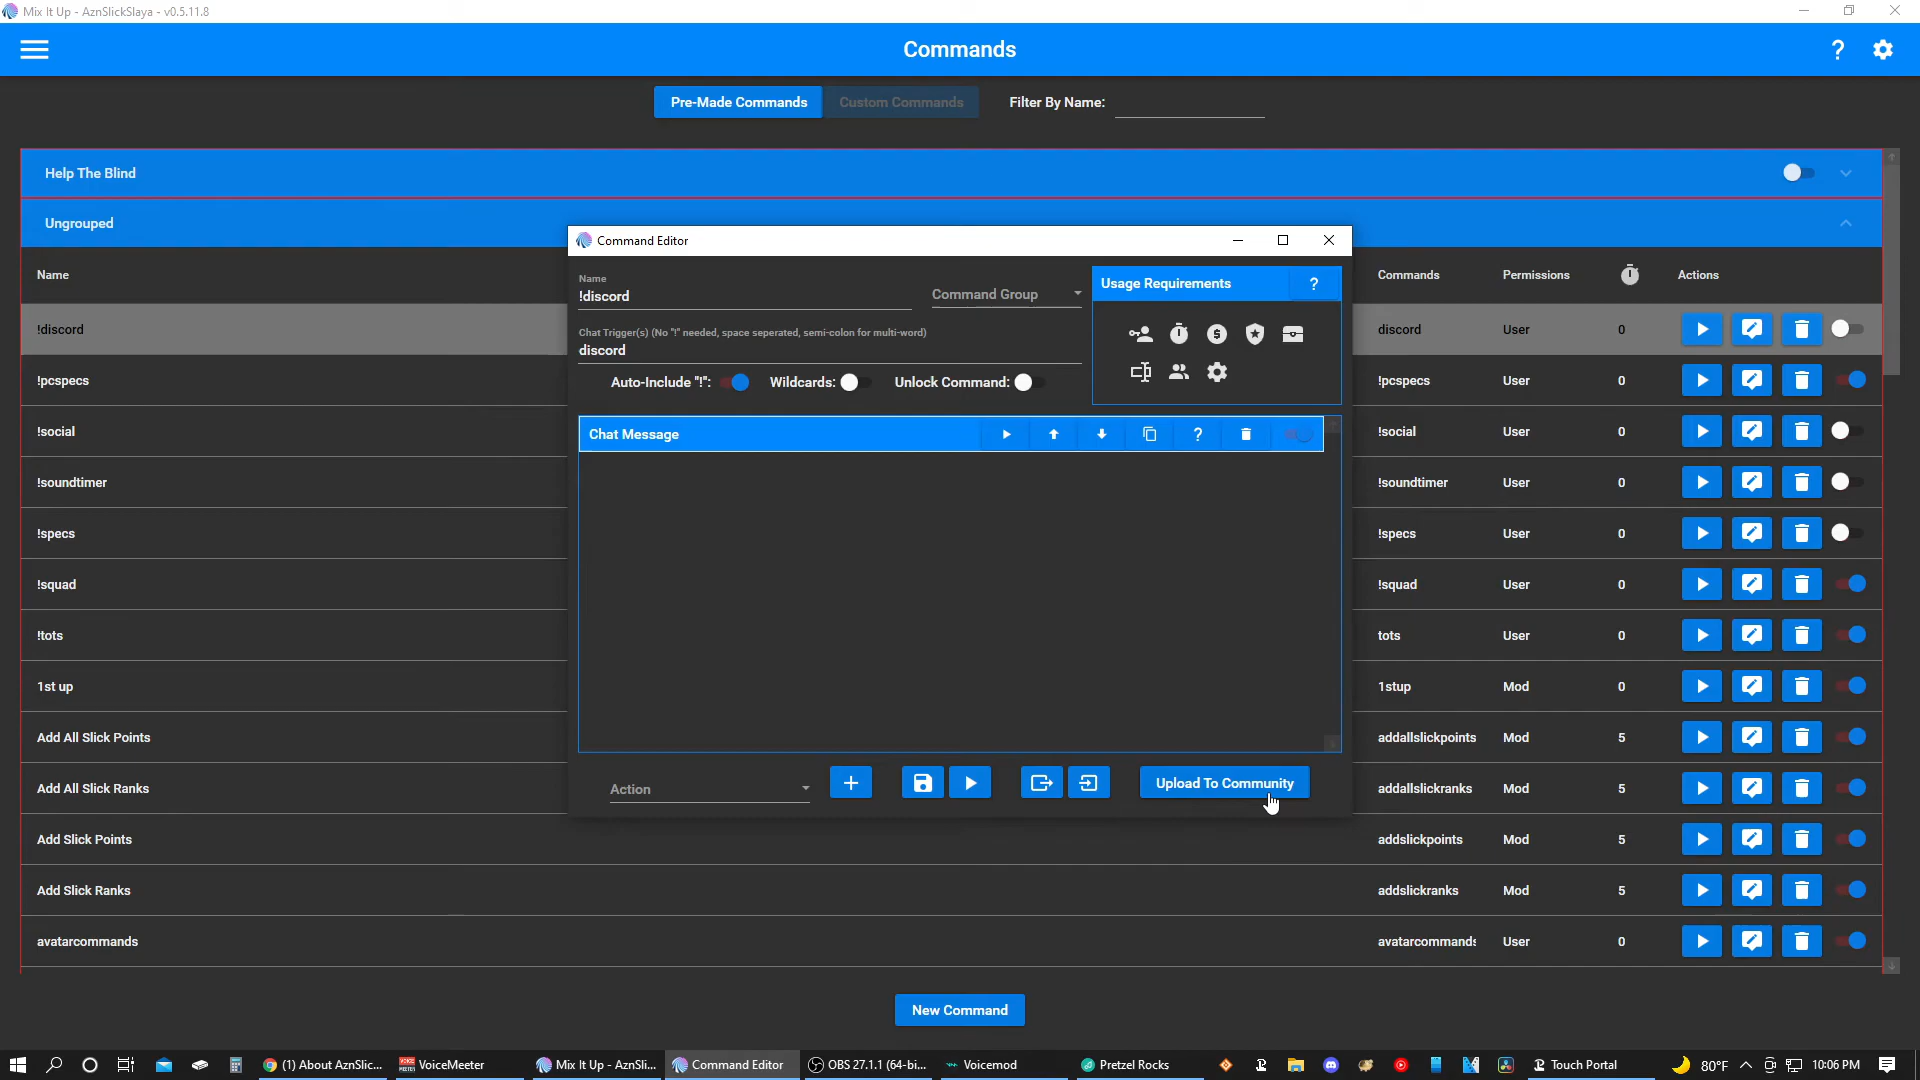 Mix It Up - AznSlickSlaya - v0.5.11.8
Commands
?
Pre-Made Commands
Custom Commands
Filter By Name:
Help The Blind
Ungrouped
Name
Commands
Permissions
Actions
!discord
discord
User
0
!pcspecs
!pcspecs
User
0
!social
!social
User
0
!soundtimer
!soundtimer
User
0
!specs
!specs
User
0
!squad
!squad
User
0
!tots
tots
User
0
1st up
1stup
Mod
0
Add All Slick Points
addallslickpoints
Mod
5
Add All Slick Ranks
addallslickranks
Mod
5
Add Slick Points
addslickpoints
Mod
5
Add Slick Ranks
addslickranks
Mod
5
avatarcommands
avatarcommands
User
0
Command Editor
Name
!discord
Command Group
Usage Requirements
?
Chat Trigger(s) (No "!" needed, space seperated, semi-colon for multi-word)
discord
Auto-Include "!":
Wildcards:
Unlock Command:
Chat Message
?
Action
Upload To Community
New Command
(1) About AznSlic...
VoiceMeeter
Mix It Up - AznSli...
Command Editor
OBS 27.1.1 (64-bi...
Voicemod
Pretzel Rocks
Touch Portal
80°F
10:06 PM